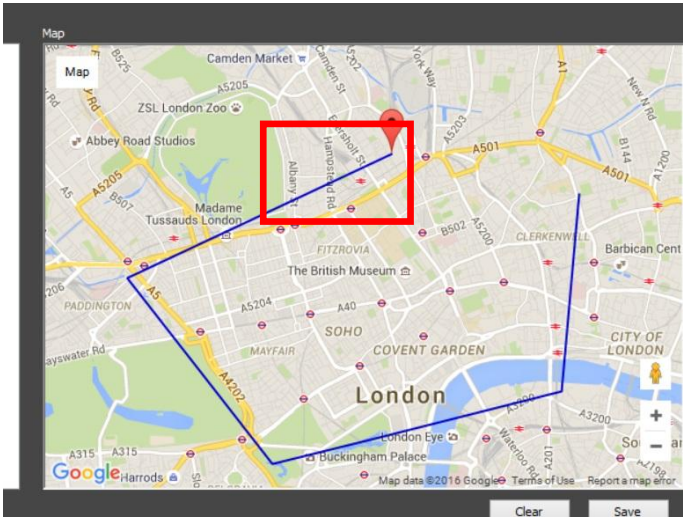 Map
Map
B525
Camden Market
Camden St
5202
York Way
A1
New N Rd
A5205
ZSL London Zoo
Eversholt St
A5203
Abbey Road Studios
Hampstead Rd
Albany St
A501
B144
A1200
A5
A5205
B507
A501
Madame
Tussauds London
B502
A5200
CLERKENWELL
FITZROVIA
Barbican Cent
The British Museum
A5
PADDINGTON
A5204
A40
SOHO
MAYFAIR
COVENT GARDEN
CITY OF
LONDON
ayswater Rd
A4202
London
A3200
A3200
London Eye
Waterloo Rd
A201
A315
A315
Buckingham Palace
Google
Harrods
Map data ©2016 Google
Terms of Use
Report a map error
Clear
Save